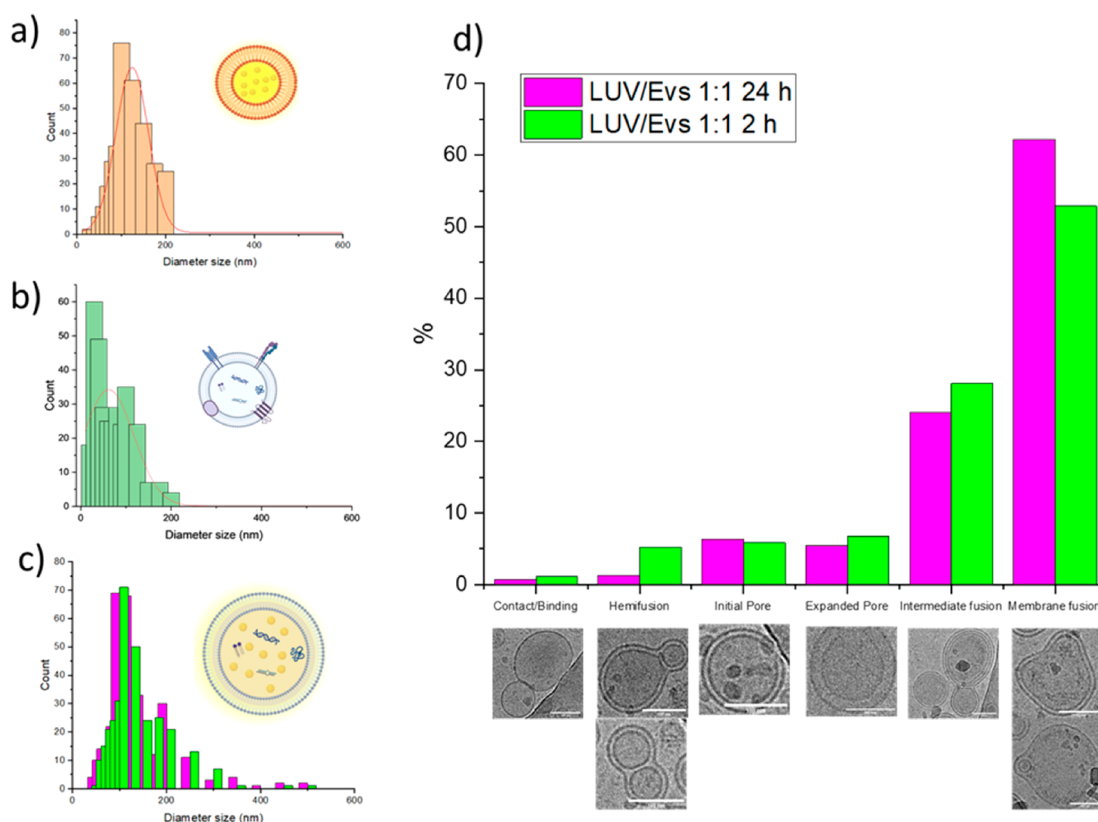 a)
80
70
60
50
40
30
20
10
0
Count
0 200 400 600
Diameter size (nm)
b)
60
50
40
30
20
10
0
Count
0 200 400 600
Diameter size (nm)
c)
80
70
60
50
40
30
20
10
0
Count
0 200 400 600
Diameter size (nm)
d)
LUV/Evs 1:1 24 h
LUV/Evs 1:1 2 h
70
60
50
40
30
20
10
0
%
Contact/Binding Hemifusion Initial Pore Expanded Pore Intermediate fusion Membrane fusion